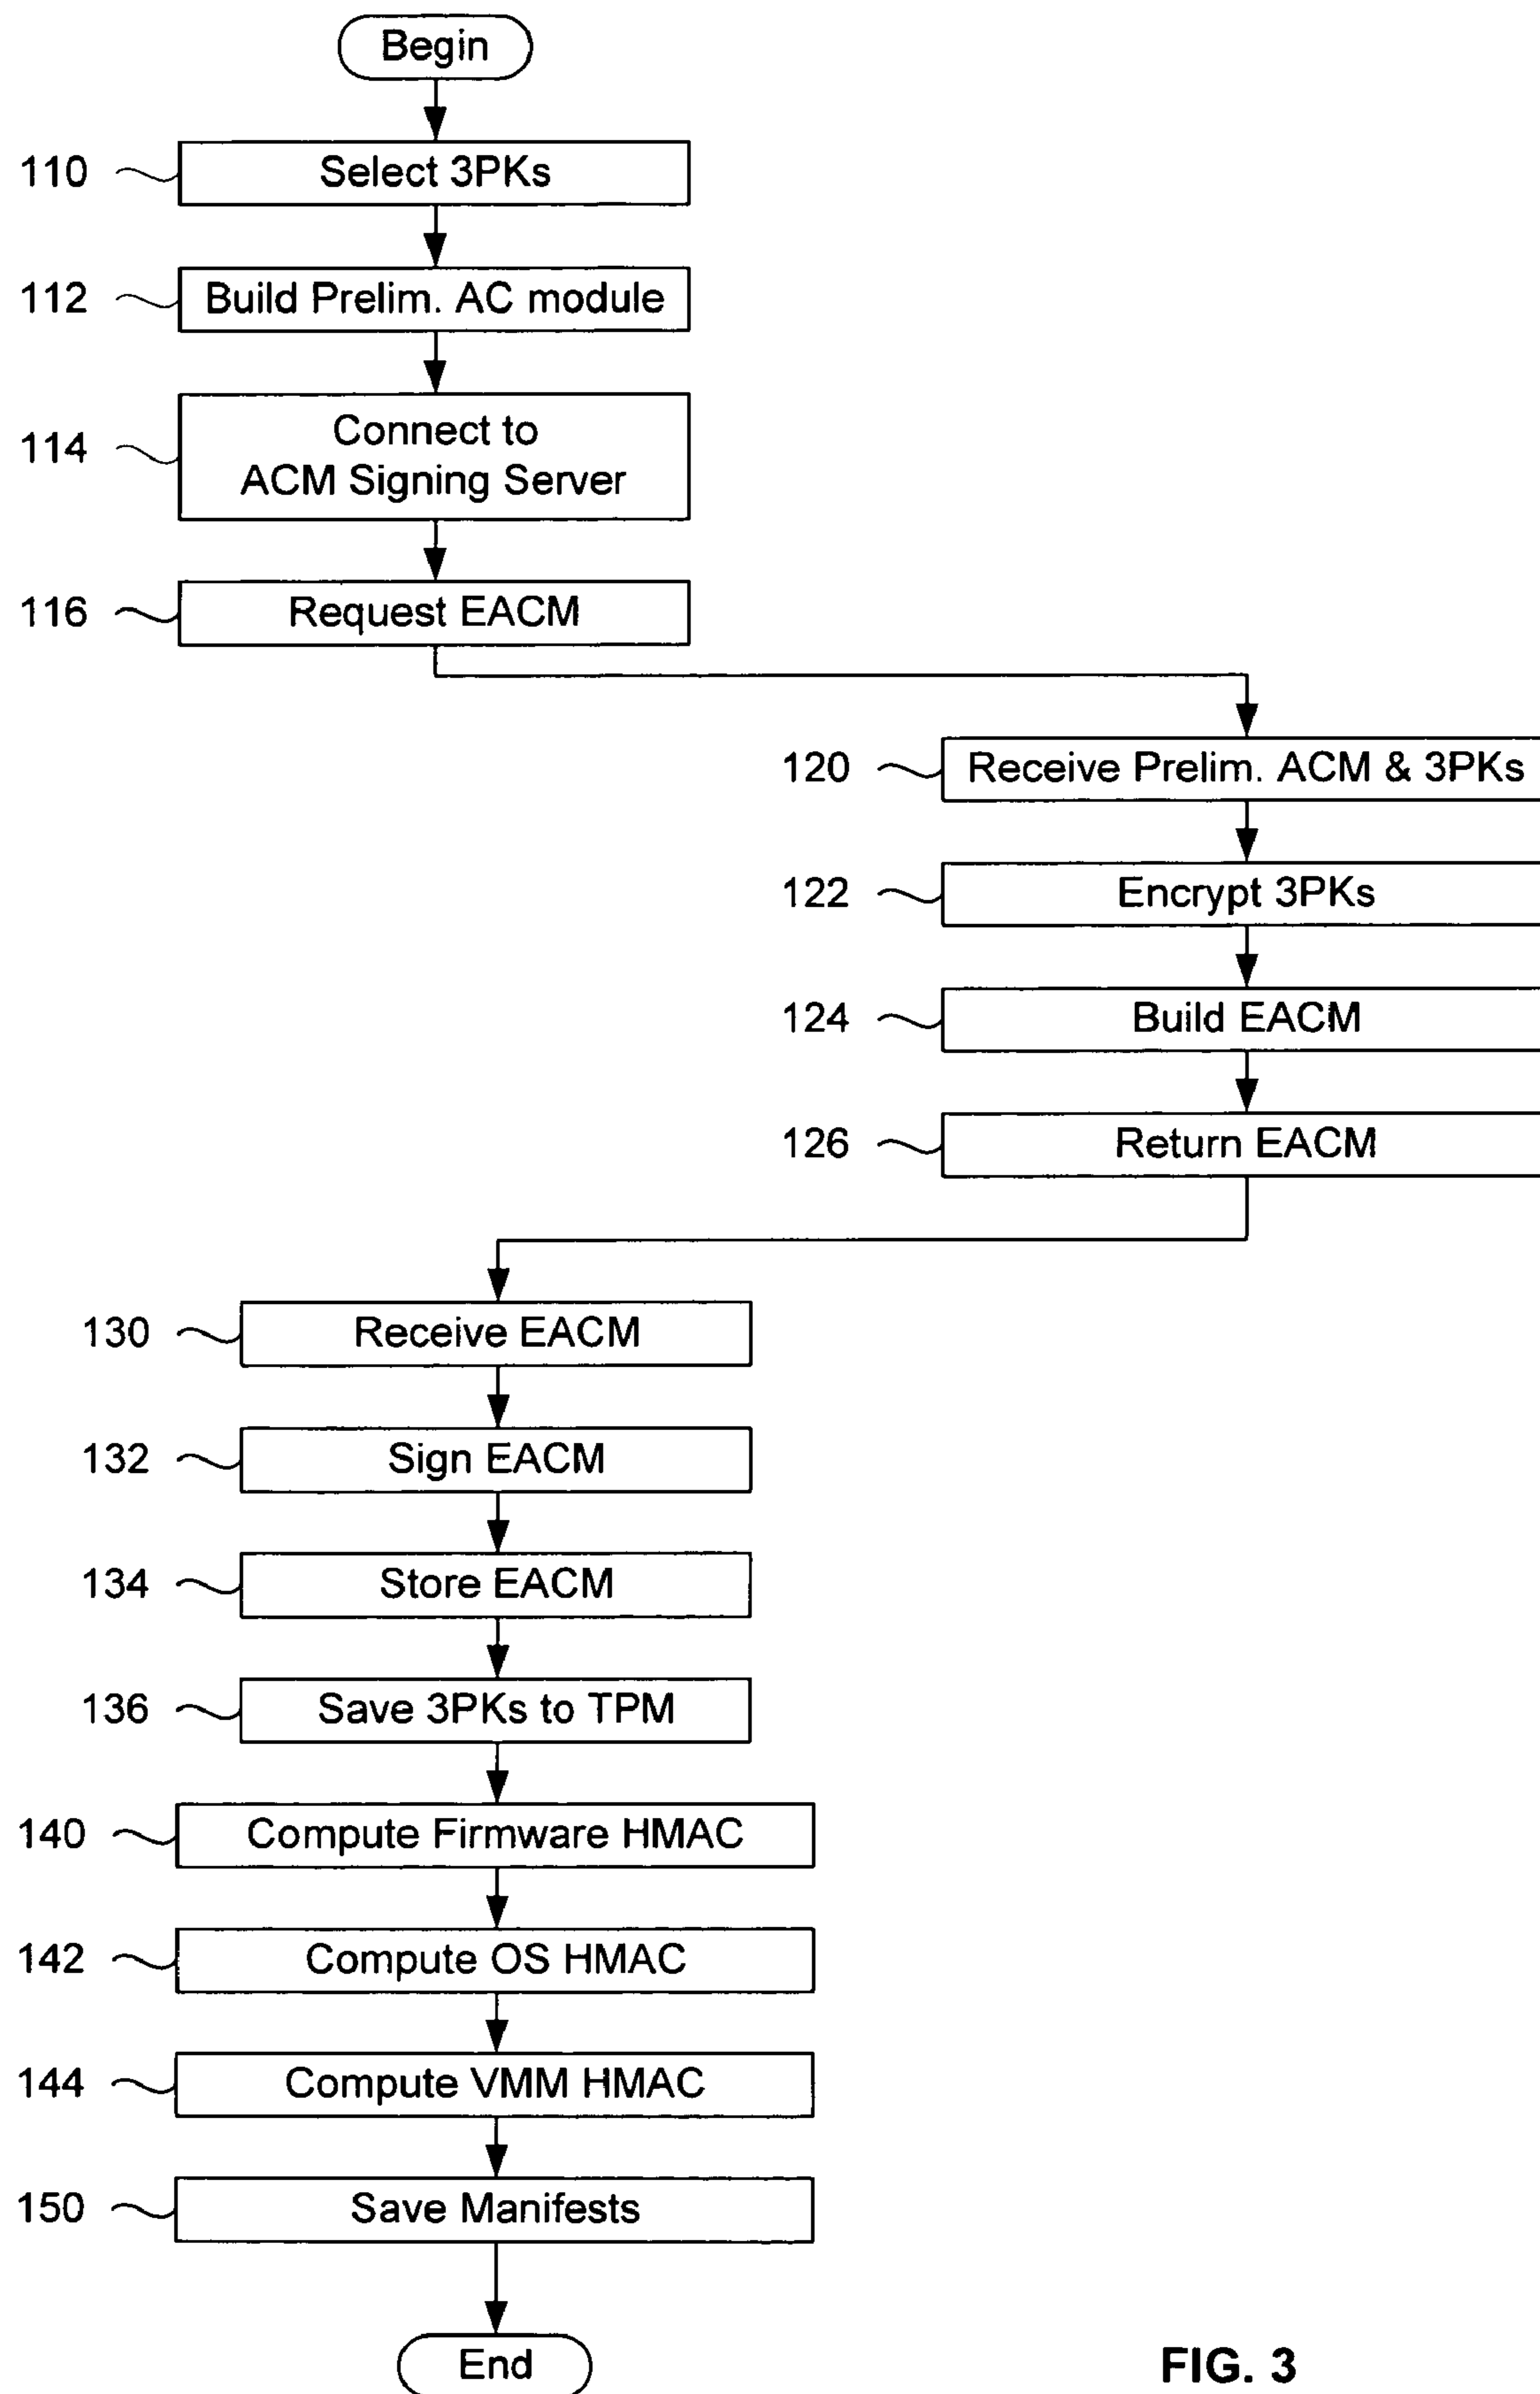 Begin
110
Select 3PKs
112
Build Prelim. AC module
114
Connect to
ACM Signing Server
116
Request EACM
120
Receive Prelim. ACM & 3PKs
122
Encrypt 3PKs
124
Build EACM
126
Return EACM
130
Receive EACM
132
Sign EACM
134
Store EACM
136
Save 3PKs to TPM
140
Compute Firmware HMAC
142
Compute OS HMAC
144
Compute VMM HMAC
150
Save Manifests
End
FIG. 3